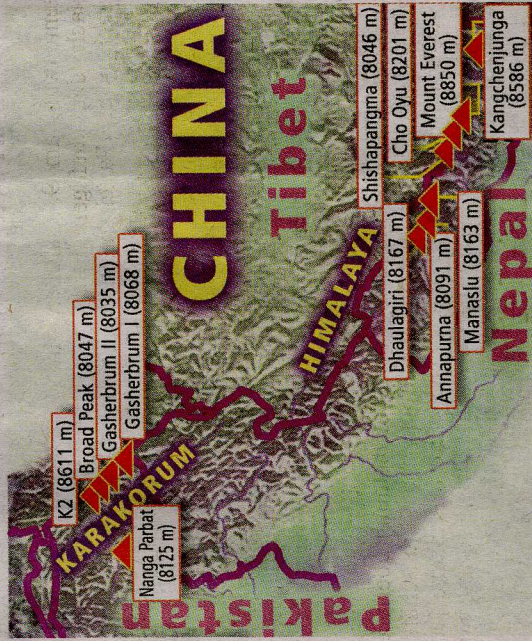 K2 (8611 m)
Broad Peak (8047 m)
Gasherbrum II (8035 m)
Gasherbrum I (8068 m)
KARAKORUM
Nanga Parbat
(8125 m)
Pakistan
CHINA
Tibet
HIMALAYA
Shishapangma (8046 m)
Cho Oyu (8201 m)
Mount Everest
(8850 m)
Kangchenjunga
(8586 m)
Dhaulagiri (8167 m)
Annapurna (8091 m)
Manaslu (8163 m)
Nepal